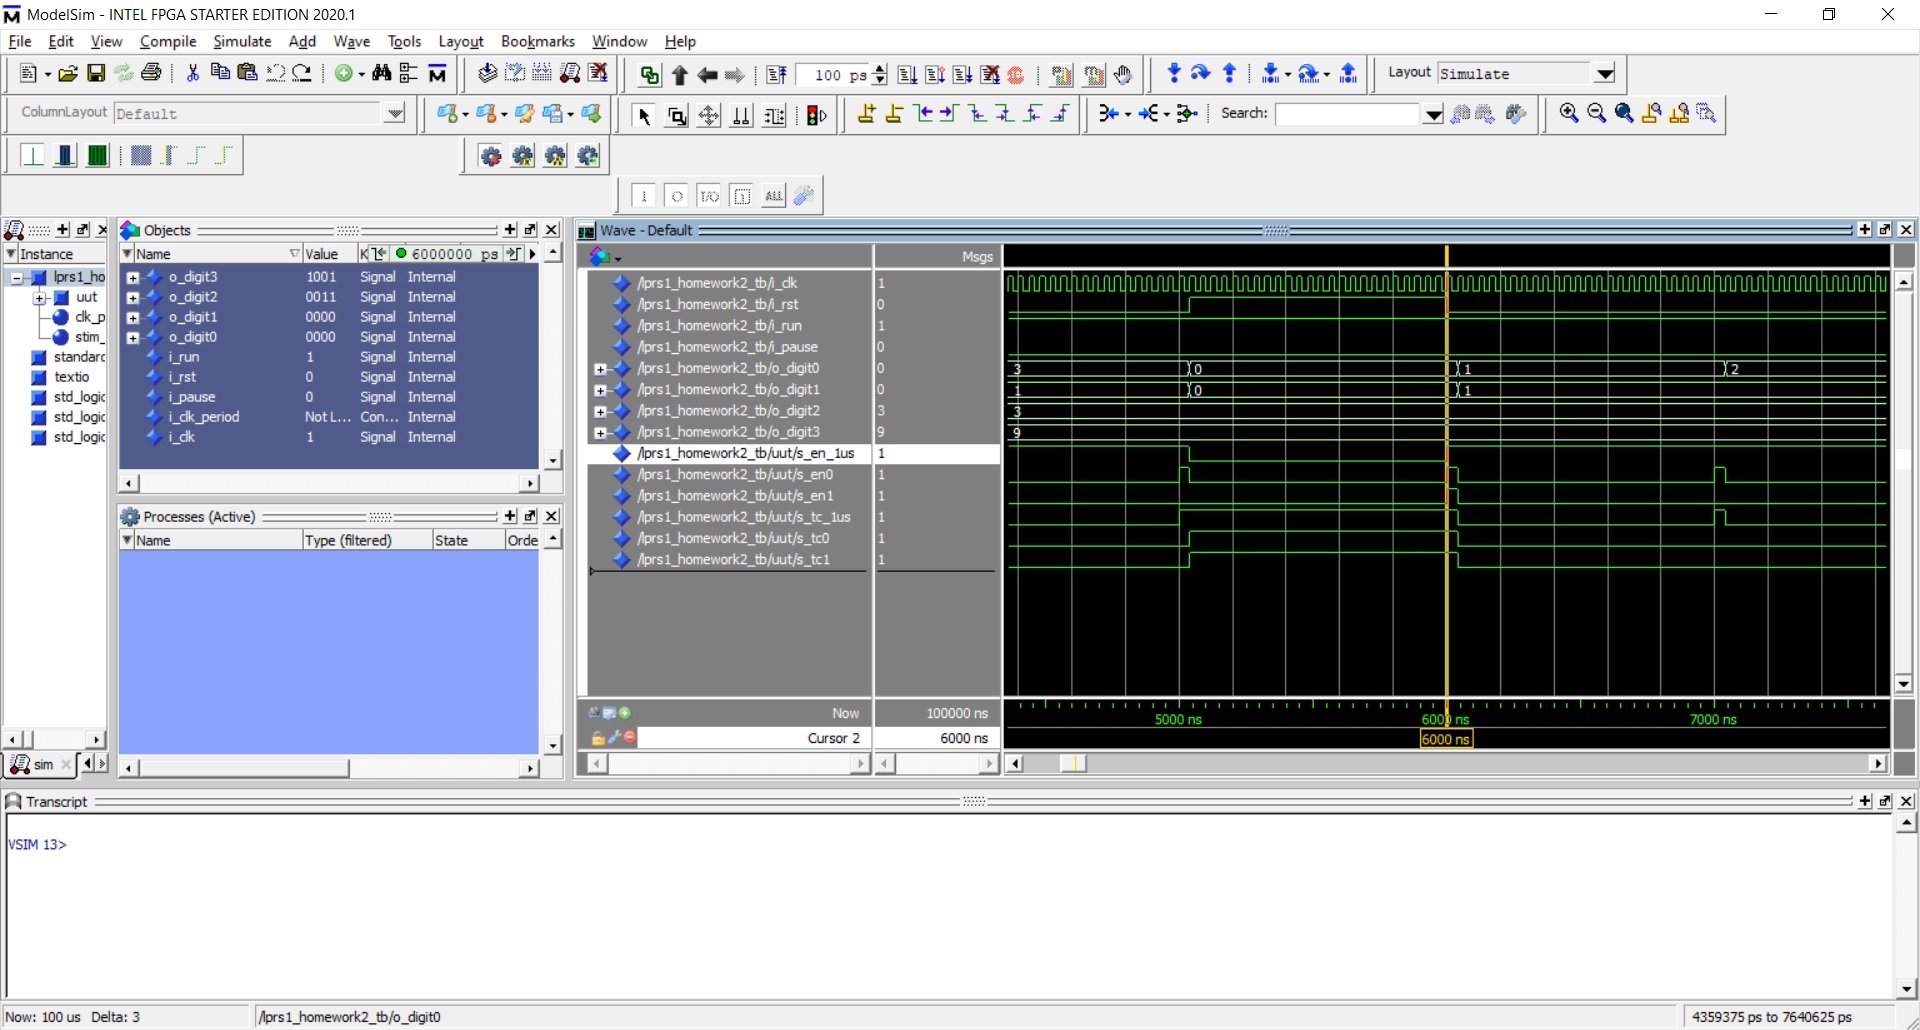 ModelSim - INTEL FPGA STARTER EDITION 2020.1
File Edit View Compile Simulate Add Wave Tools Layout Bookmarks Window Help
100 ps
Layout Simulate
ColumnLayout Default
Search:
I/O
ALL
Instance
lprs1_ho
uut
clk_p
stim_
standard
textio
std_logic
std_logic
std_logic
sim
Objects
Name Value 6000000 ps
o_digit3 1001 Signal Internal
o_digit2 0011 Signal Internal
o_digit1 0000 Signal Internal
o_digit0 0000 Signal Internal
i_run 1 Signal Internal
i_rst 0 Signal Internal
i_pause 0 Signal Internal
i_clk_period Not L... Con... Internal
i_clk 1 Signal Internal
Processes (Active)
Name Type (filtered) State Orde
Wave - Default
Msgs
/lprs1_homework2_tb/i_clk 1
/lprs1_homework2_tb/i_rst 0
/lprs1_homework2_tb/i_run 1
/lprs1_homework2_tb/i_pause 0
/lprs1_homework2_tb/o_digit0 0 3 0 1 2
/lprs1_homework2_tb/o_digit1 0 1 0 1
/lprs1_homework2_tb/o_digit2 3 3
/lprs1_homework2_tb/o_digit3 9 9
/lprs1_homework2_tb/uut/s_en_1us 1
/lprs1_homework2_tb/uut/s_en0 1
/lprs1_homework2_tb/uut/s_en1 1
/lprs1_homework2_tb/uut/s_tc_1us 1
/lprs1_homework2_tb/uut/s_tc0 1
/lprs1_homework2_tb/uut/s_tc1 1
Now 100000 ns 5000 ns 6000 ns 7000 ns
Cursor 2 6000 ns 6000 ns
Transcript
VSIM 13>
Now: 100 us Delta: 3 /lprs1_homework2_tb/o_digit0 4359375 ps to 7640625 ps